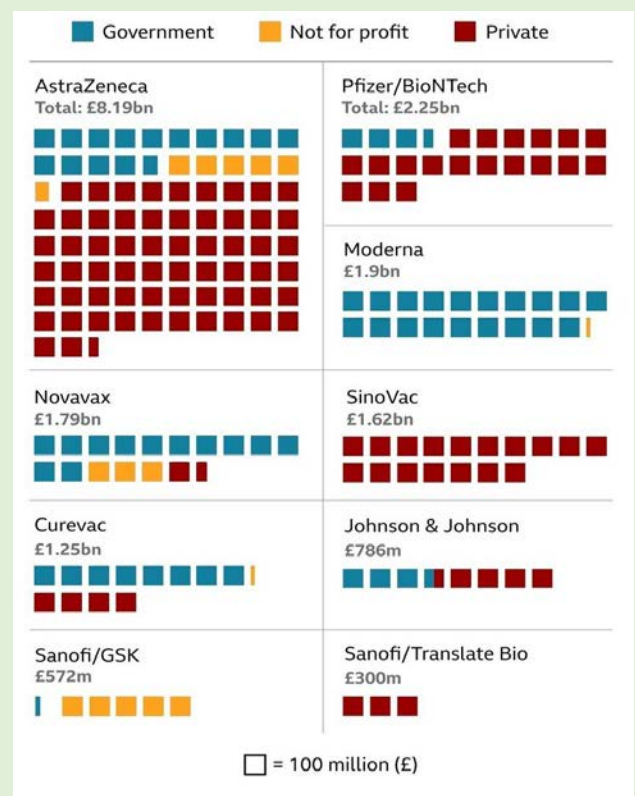 Government
Not for profit
Private
AstraZeneca
Total: £8.19bn
Pfizer/BioNTech
Total: £2.25bn
Moderna
£1.9bn
Novavax
£1.79bn
SinoVac
£1.62bn
Curevac
£1.25bn
Johnson & Johnson
£786m
Sanofi/GSK
£572m
Sanofi/Translate Bio
£300m
= 100 million (£)